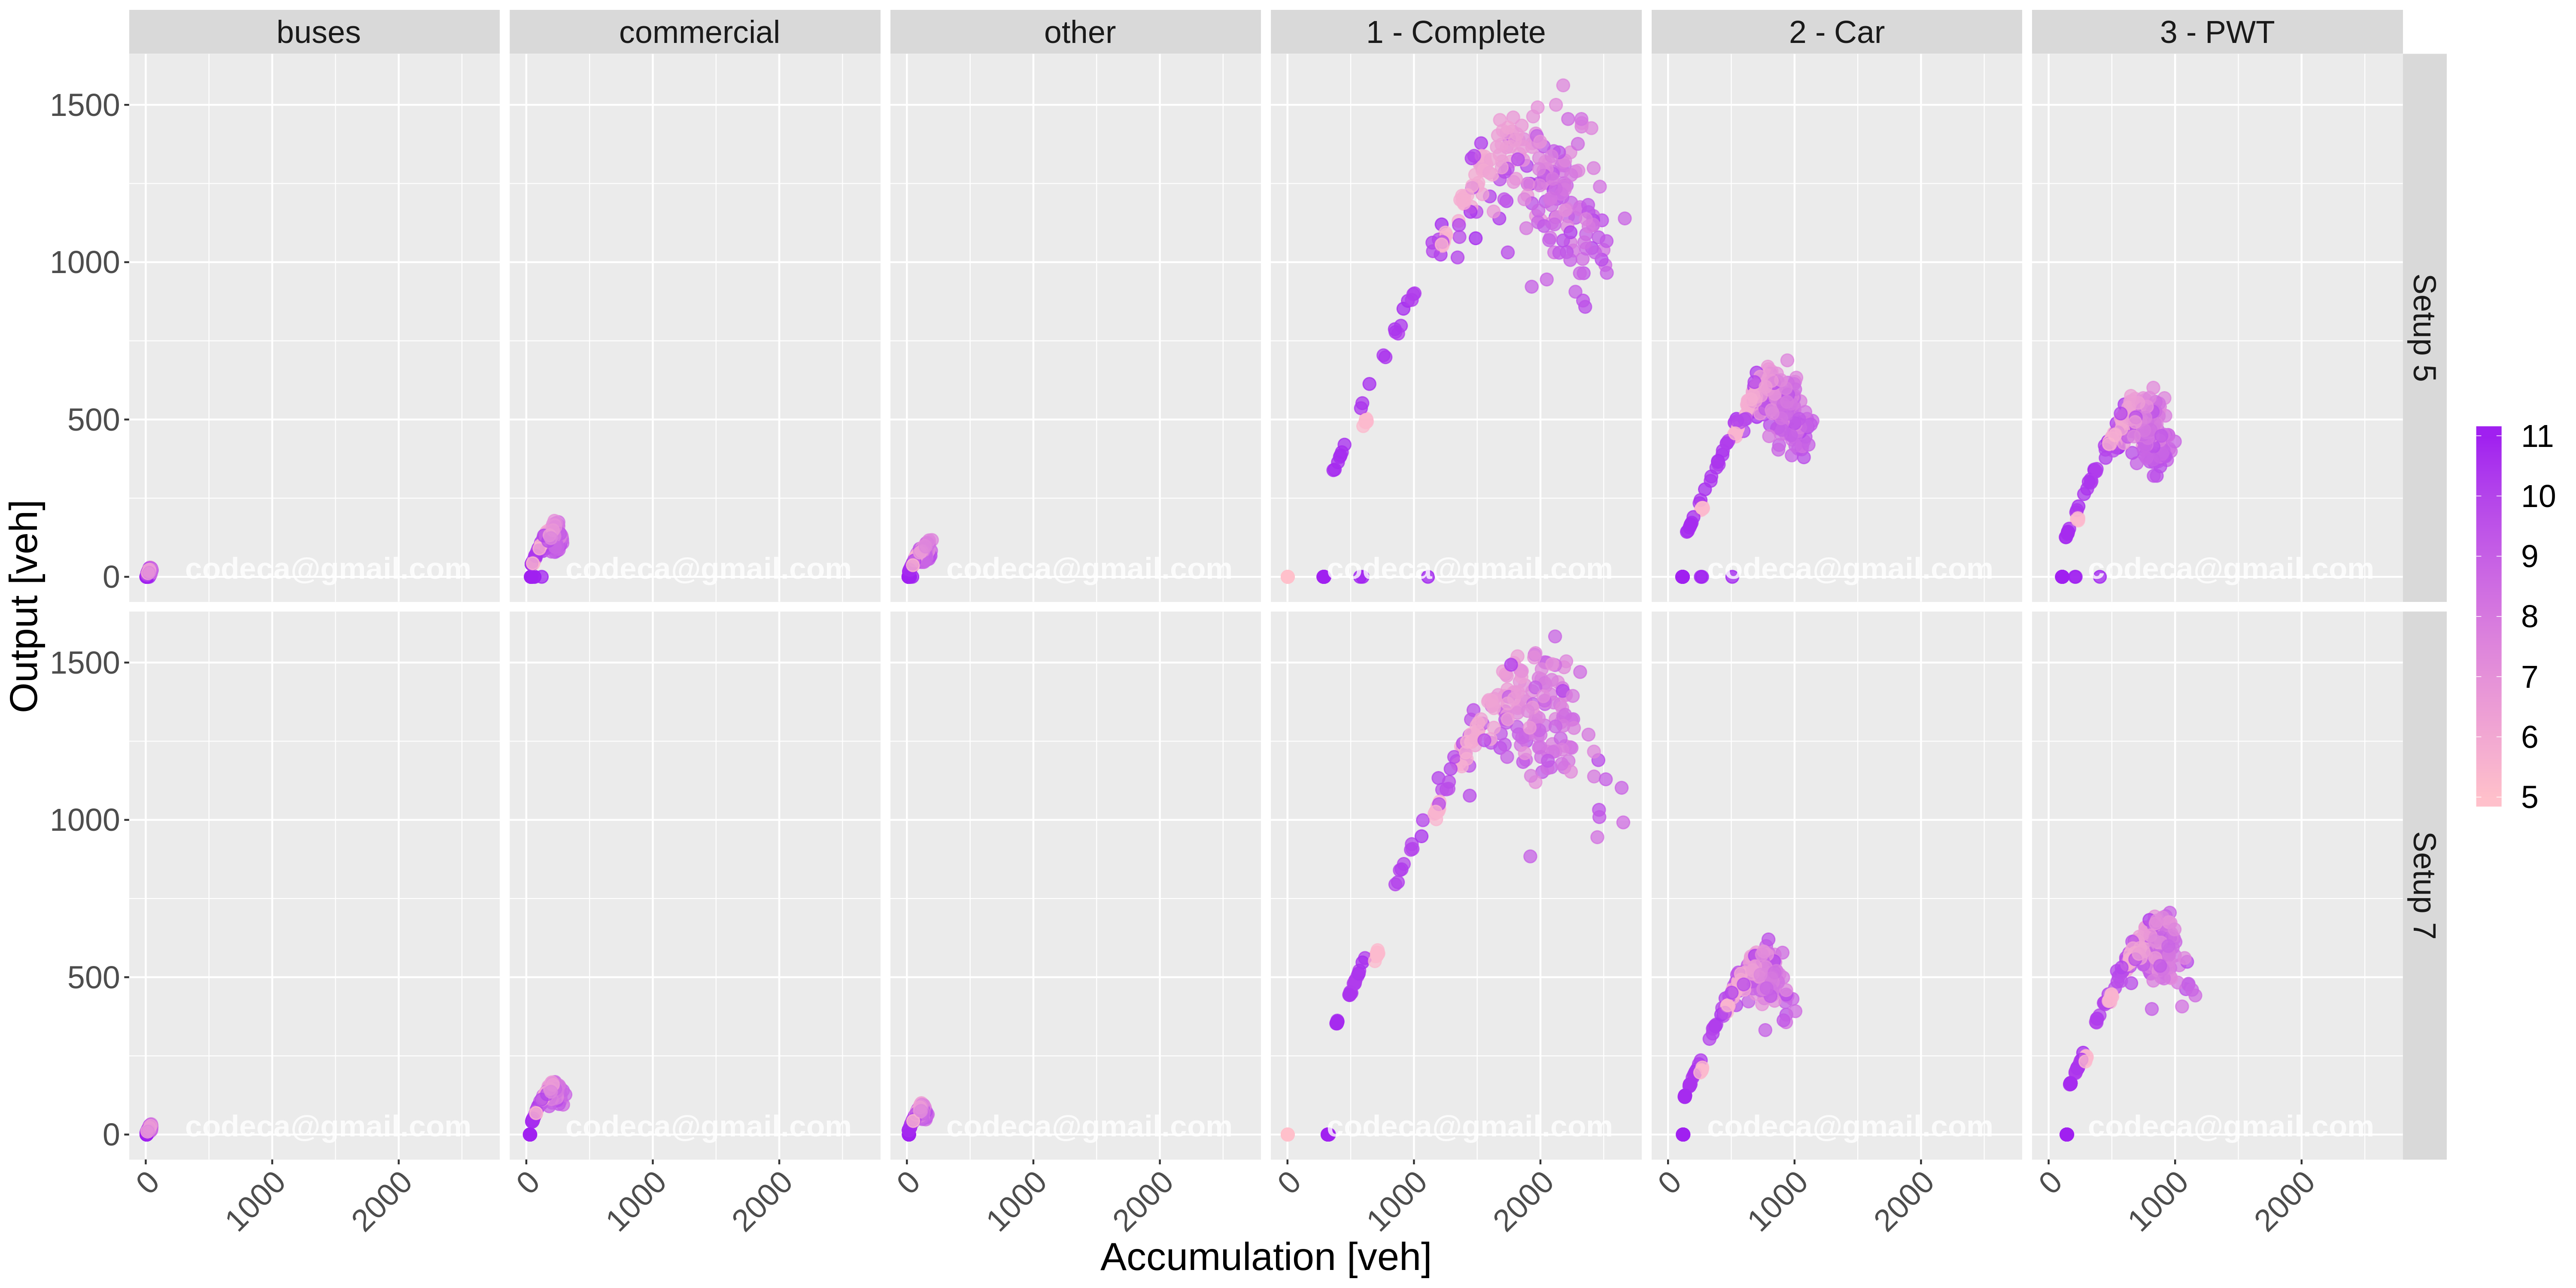 buses commercial other 1 - Complete 2 - Car 3 - PWT
1500
1000
500
0
codeca@gmail.com codeca@gmail.com codeca@gmail.com codeca@gmail.com codeca@gmail.com codeca@gmail.com
Setup 5
1500
1000
500
0
codeca@gmail.com codeca@gmail.com codeca@gmail.com codeca@gmail.com codeca@gmail.com codeca@gmail.com
Setup 7
0 1000 2000 0 1000 2000 0 1000 2000 0 1000 2000 0 1000 2000 0 1000 2000
Accumulation [veh]
Output [veh]
11
10
9
8
7
6
5